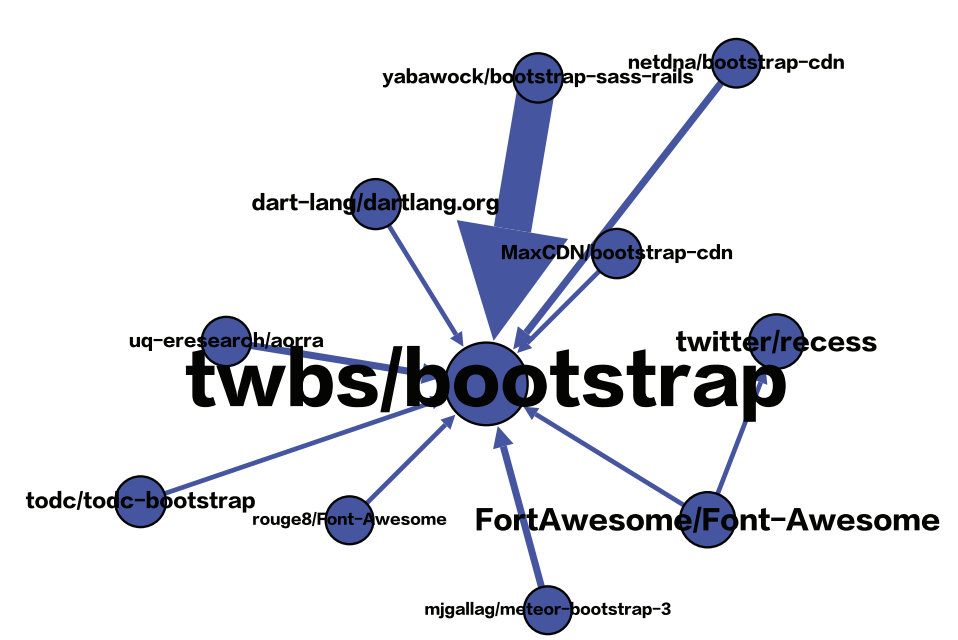 netdna/bootstrap-cdn
yabawock/bootstrap-sass-rails
dart-lang/dartlang.org
MaxCDN/bootstrap-cdn
uq-eresearch/aorra
twitter/recess
twbs/bootstrap
todc/todc-bootstrap
rouge8/Font-Awesome
FortAwesome/Font-Awesome
mjgallag/meteor-bootstrap-3